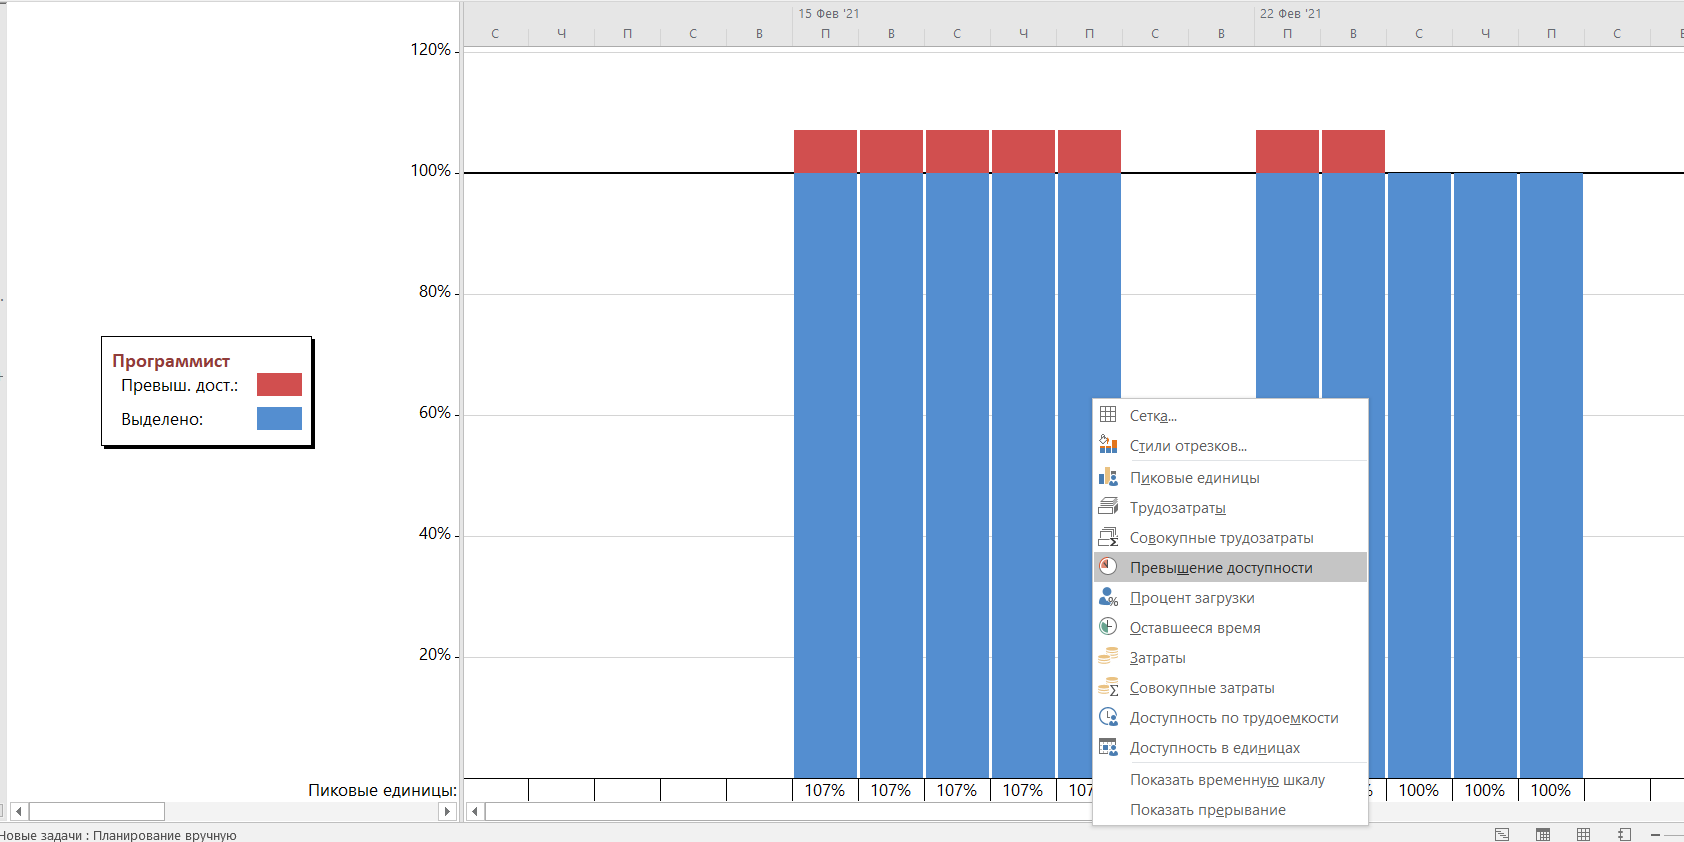 15 Фев '21 22 Фев '21
С Ч П С В П В С Ч П С В П В С Ч П С
120%
100%
80%
60%
40%
20%
Программист
Превыш. дост.:
Выделено:
Сетка...
Стили отрезков...
Пиковые единицы
Трудозатраты
Совокупные трудозатраты
Превышение доступности
Процент загрузки
Оставшееся время
Затраты
Совокупные затраты
Доступность по трудоемкости
Доступность в единицах
Показать временную шкалу
Показать прерывание
Пиковые единицы: 107% 107% 107% 107% 107 % 100% 100% 100%
Новые задачи : Планирование вручную